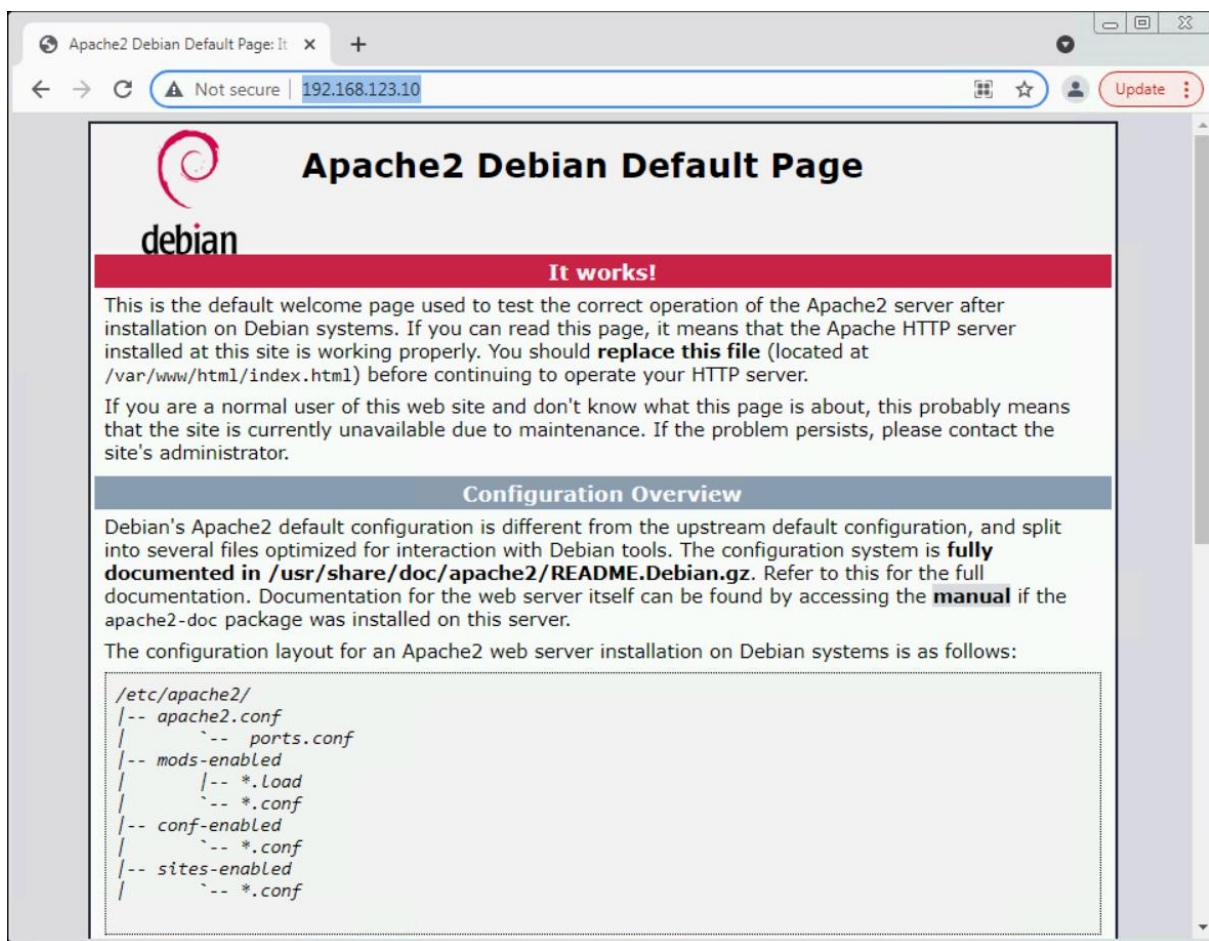 Apache2 Debian Default Page: It
Not secure | 192.168.123.10
Update
debian
Apache2 Debian Default Page
It works!
This is the default welcome page used to test the correct operation of the Apache2 server after
installation on Debian systems. If you can read this page, it means that the Apache HTTP server
installed at this site is working properly. You should replace this file (located at
/var/www/html/index.html) before continuing to operate your HTTP server.
If you are a normal user of this web site and don't know what this page is about, this probably means
that the site is currently unavailable due to maintenance. If the problem persists, please contact the
site's administrator.
Configuration Overview
Debian's Apache2 default configuration is different from the upstream default configuration, and split
into several files optimized for interaction with Debian tools. The configuration system is fully
documented in /usr/share/doc/apache2/README.Debian.gz. Refer to this for the full
documentation. Documentation for the web server itself can be found by accessing the manual if the
apache2-doc package was installed on this server.
The configuration layout for an Apache2 web server installation on Debian systems is as follows:
/etc/apache2/
|-- apache2.conf
|       `--  ports.conf
|-- mods-enabled
|       |-- *.load
|       `-- *.conf
|-- conf-enabled
|       `-- *.conf
|-- sites-enabled
|       `-- *.conf